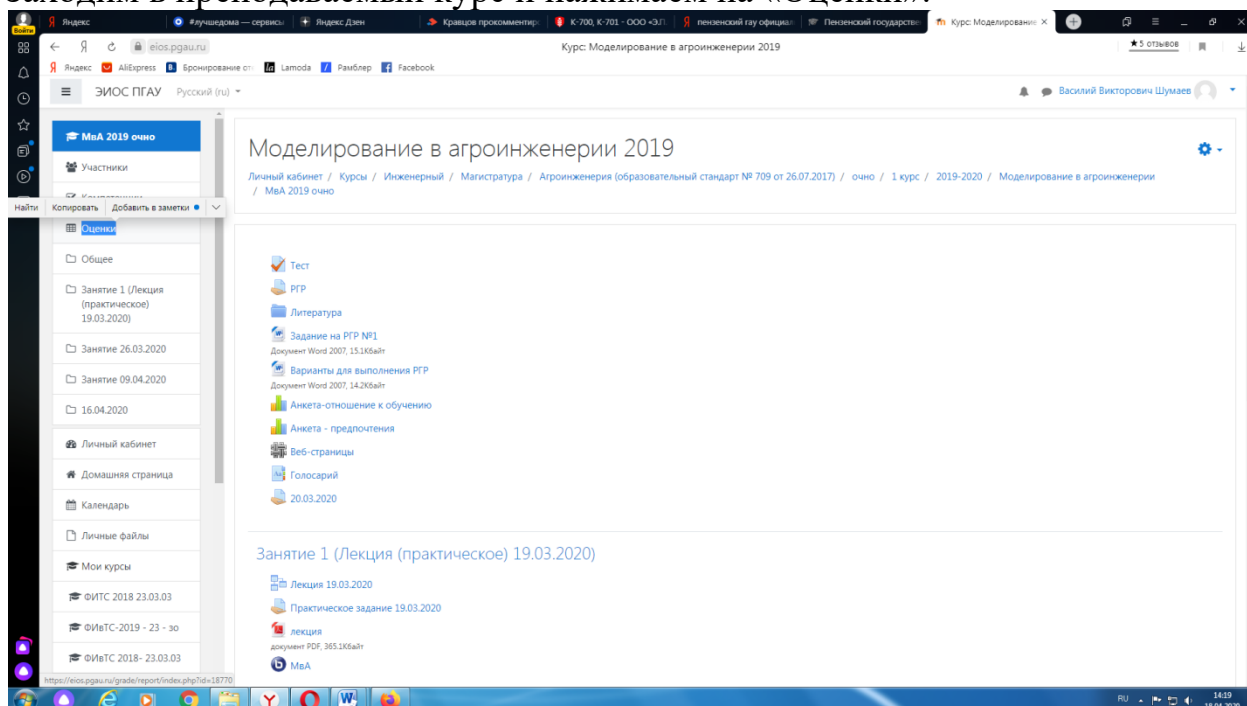 Заходим в преподаваемый курс и нажимаем на «Оценки».
Войти
Яндекс
#лучшедома — сервисы
Яндекс.Дзен
Кравцов прокомментиро
К-700, К-701 - ООО «З.П.
пензенский гау официал
Пензенский государстве
Курс: Моделирование
eios.pgau.ru
Курс: Моделирование в агроинженерии 2019
★5 отзывов
Яндекс
AliExpress
Бронирование от
Lamoda
Рамблер
Facebook
ЭИОС ПГАУ
Русский (ru)
Василий Викторович Шумаев
МвА 2019 очно
Участники
Компетенции
Найти
Копировать
Добавить в заметки
Оценки
Общее
Занятие 1 (Лекция
(практическое)
19.03.2020)
Занятие 26.03.2020
Занятие 09.04.2020
16.04.2020
Личный кабинет
Домашняя страница
Календарь
Личные файлы
Мои курсы
ФИТС 2018 23.03.03
ФИвТС-2019 - 23 - зо
ФИвТС 2018- 23.03.03
https://eios.pgau.ru/grade/report/index.php?id=18770
Моделирование в агроинженерии 2019
Личный кабинет / Курсы / Инженерный / Магистратура / Агроинженерия (образовательный стандарт № 709 от 26.07.2017) / очно / 1 курс / 2019-2020 / Моделирование в агроинженерии
/ МвА 2019 очно
Тест
РГР
Литература
Задание на РГР №1
Документ Word 2007, 15.1Кбайт
Варианты для выполнения РГР
Документ Word 2007, 14.2Кбайт
Анкета-отношение к обучению
Анкета - предпочтения
Веб-страницы
Голосарий
20.03.2020
Занятие 1 (Лекция (практическое) 19.03.2020)
Лекция 19.03.2020
Практическое задание 19.03.2020
лекция
документ PDF, 365.1Кбайт
МвА
RU
14:19
18.04.2020